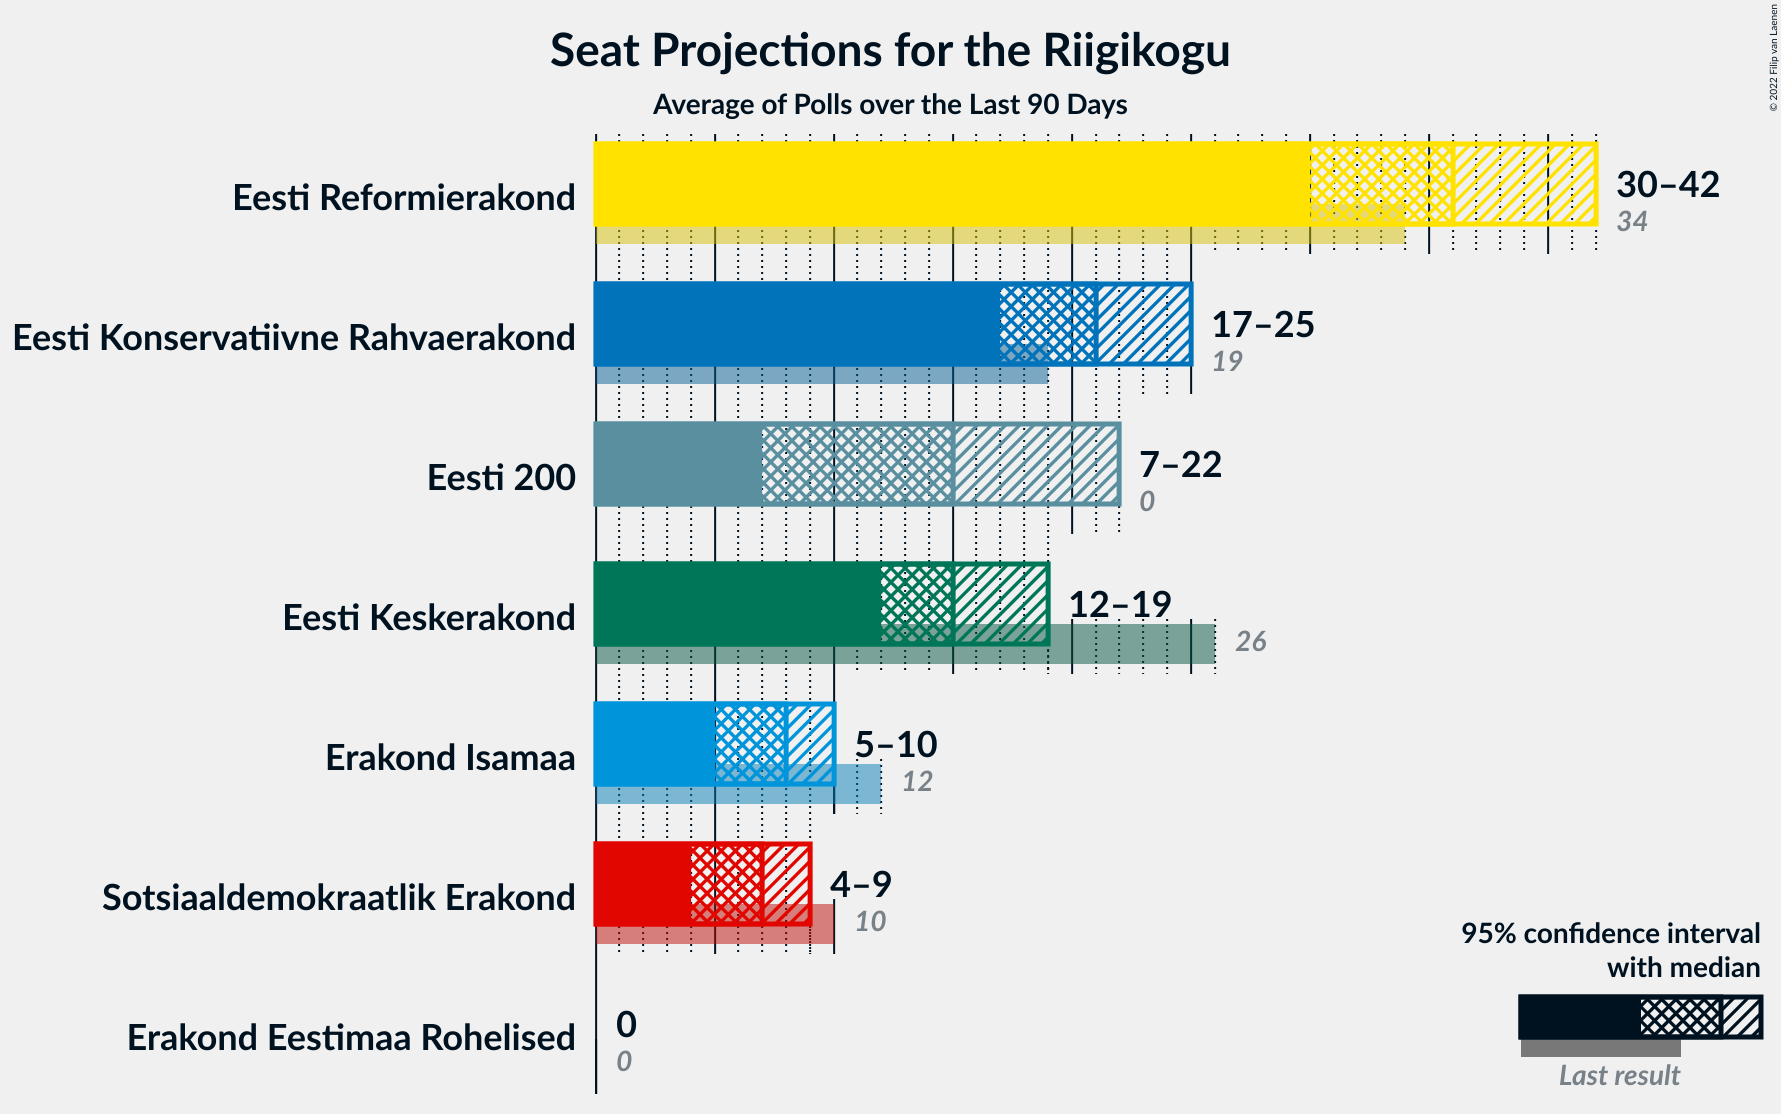 Seat Projections for the Riigikogu
Average of Polls over the Last 90 Days
© 2022 Filip van Laenen
Eesti Reformierakond
30–42
34
Eesti Konservatiivne Rahvaerakond
17–25
19
Eesti 200
7–22
0
Eesti Keskerakond
12–19
26
Erakond Isamaa
5–10
12
Sotsiaaldemokraatlik Erakond
4–9
10
Erakond Eestimaa Rohelised
0
0
95% confidence interval
with median
Last result